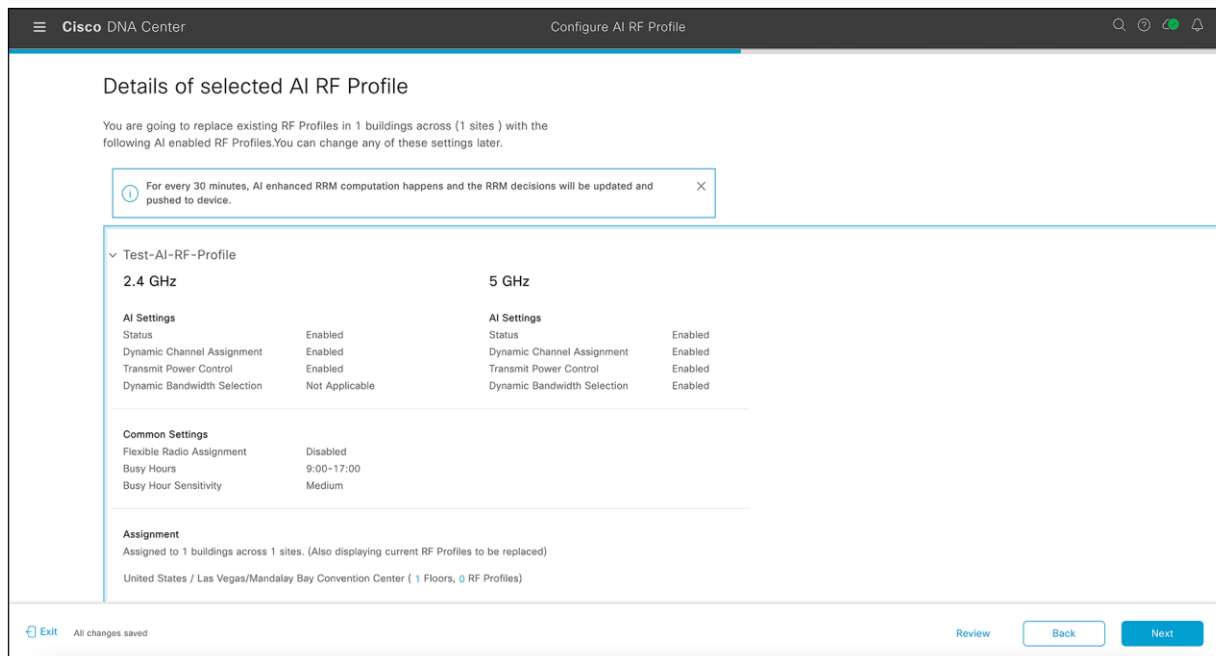 Cisco DNA Center
Configure AI RF Profile
Details of selected AI RF Profile
You are going to replace existing RF Profiles in 1 buildings across (1 sites ) with the
following AI enabled RF Profiles.You can change any of these settings later.
For every 30 minutes, AI enhanced RRM computation happens and the RRM decisions will be updated and
pushed to device.
Test-AI-RF-Profile
2.4 GHz
5 GHz
AI Settings
AI Settings
Status Enabled
Status Enabled
Dynamic Channel Assignment Enabled
Dynamic Channel Assignment Enabled
Transmit Power Control Enabled
Transmit Power Control Enabled
Dynamic Bandwidth Selection Not Applicable
Dynamic Bandwidth Selection Enabled
Common Settings
Flexible Radio Assignment Disabled
Busy Hours 9:00-17:00
Busy Hour Sensitivity Medium
Assignment
Assigned to 1 buildings across 1 sites. (Also displaying current RF Profiles to be replaced)
United States / Las Vegas/Mandalay Bay Convention Center ( 1 Floors, 0 RF Profiles)
Exit
All changes saved
Review
Back
Next